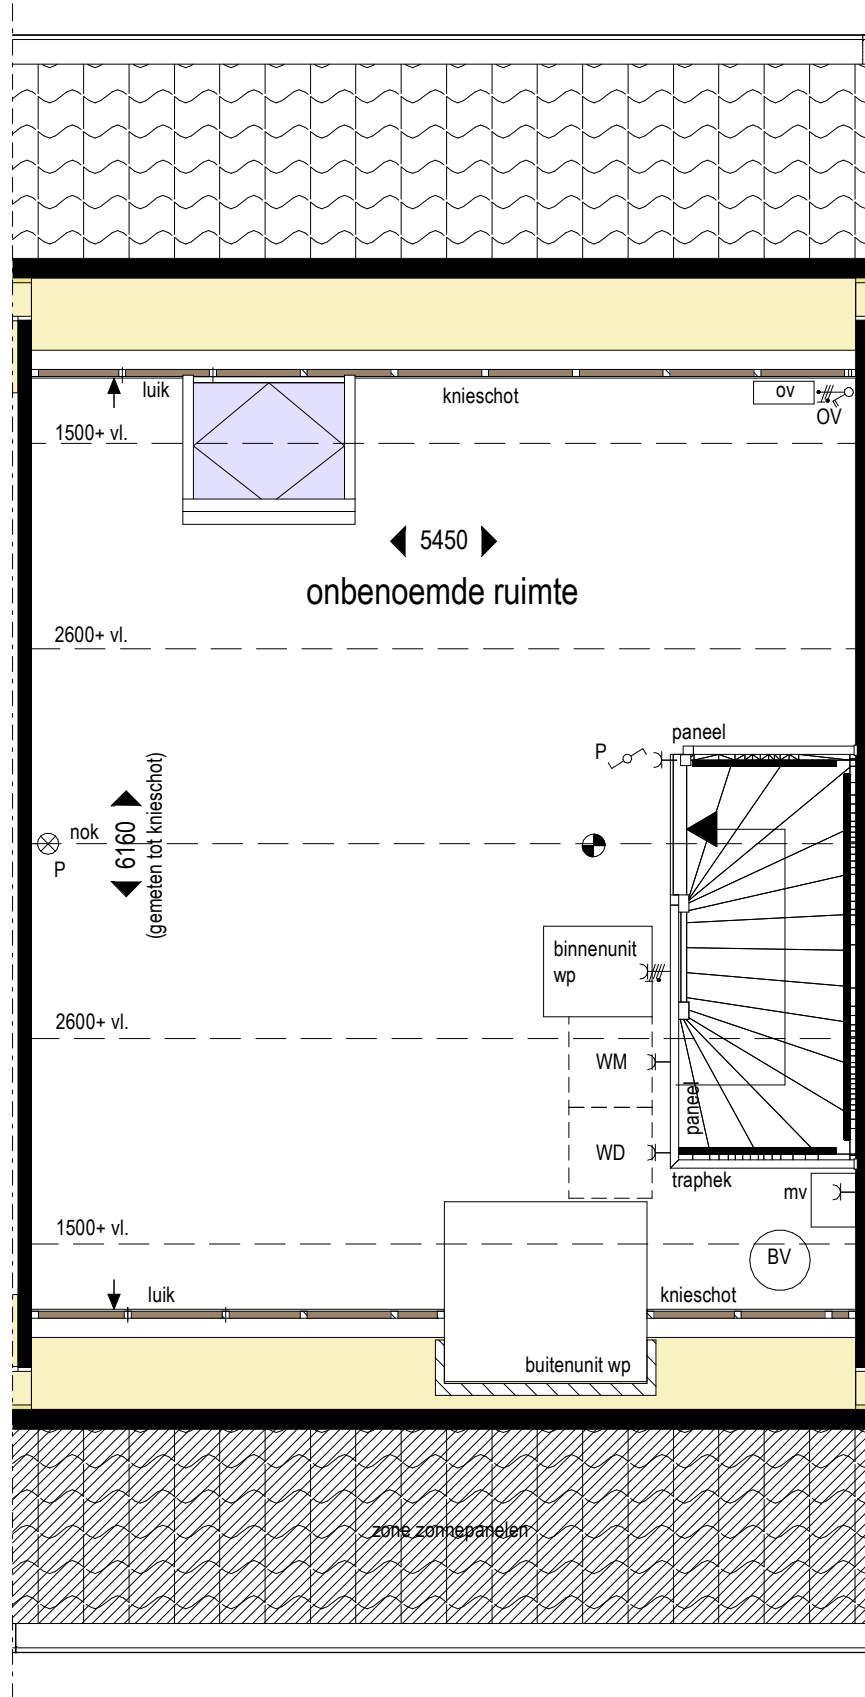 luik
knieschot
ov
OV
1500+ vl.
5450
onbenoemde ruimte
2600+ vl.
paneel
P
nok
P
6160
(gemeten tot knieschot)
binnenunit
wp
2600+ vl.
WM
paneel
WD
traphek
mv
1500+ vl.
BV
luik
knieschot
buitenunit wp
zone zonnepanelen